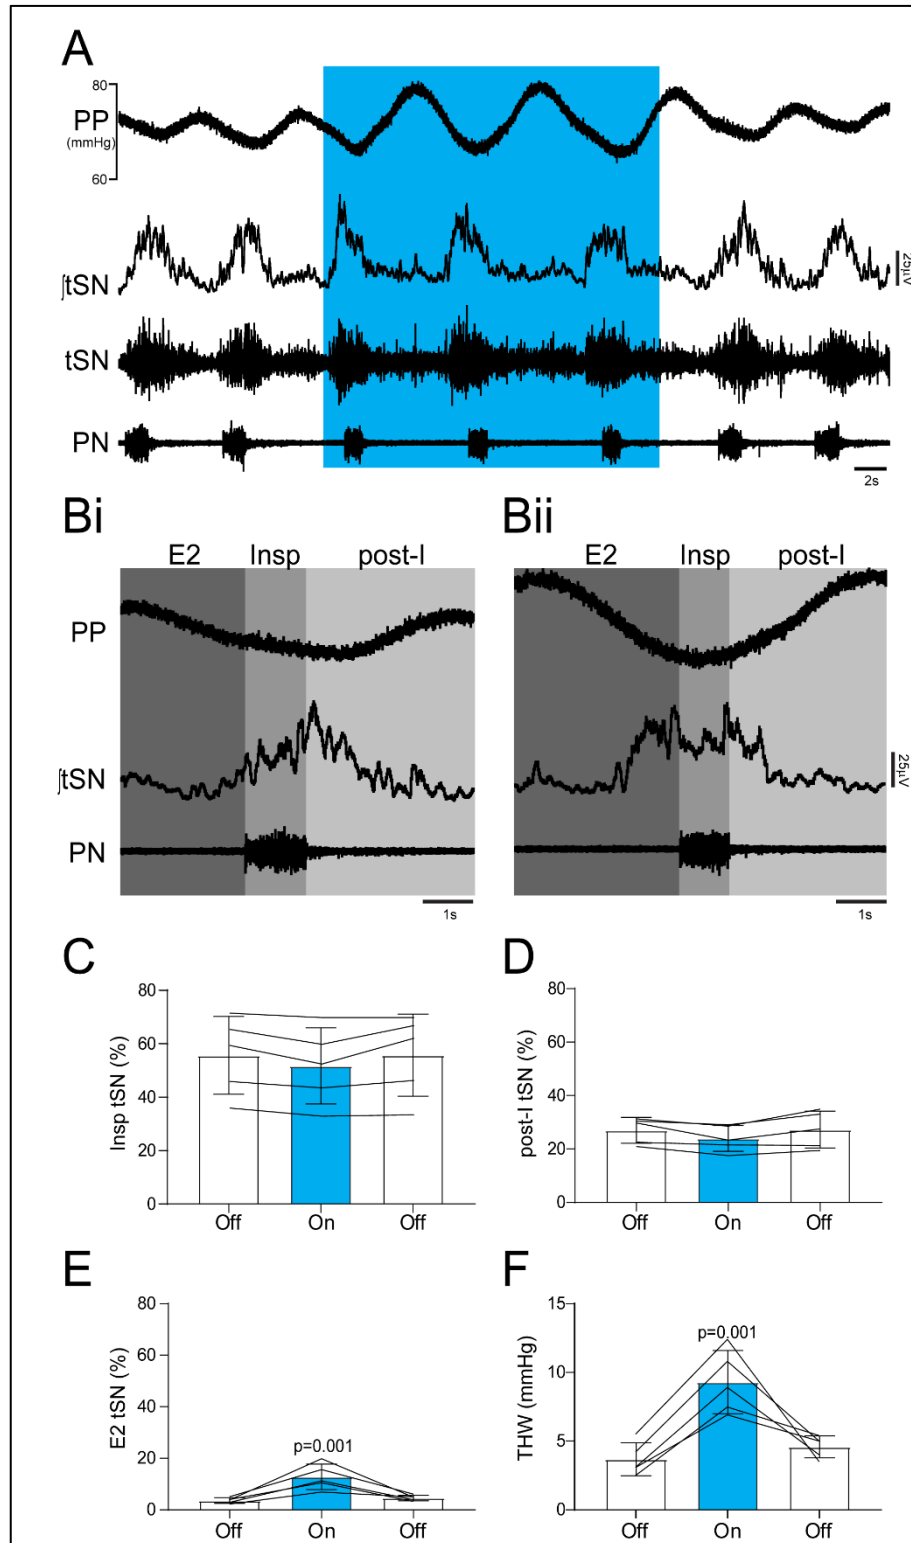 A
80
PP
(mmHg)
60
∫tSN
25µV
tSN
PN
2s
Bi
Bii
E2 Insp post-I
E2 Insp post-I
PP
∫tSN
25µV
PN
1s
1s
C
D
80
60
40
20
0
Insp tSN (%)
Off On Off
80
60
40
20
0
post-I tSN (%)
Off On Off
E
F
80
60
40
20
0
E2 tSN (%)
p=0.001
Off On Off
15
10
5
0
THW (mmHg)
p=0.001
Off On Off